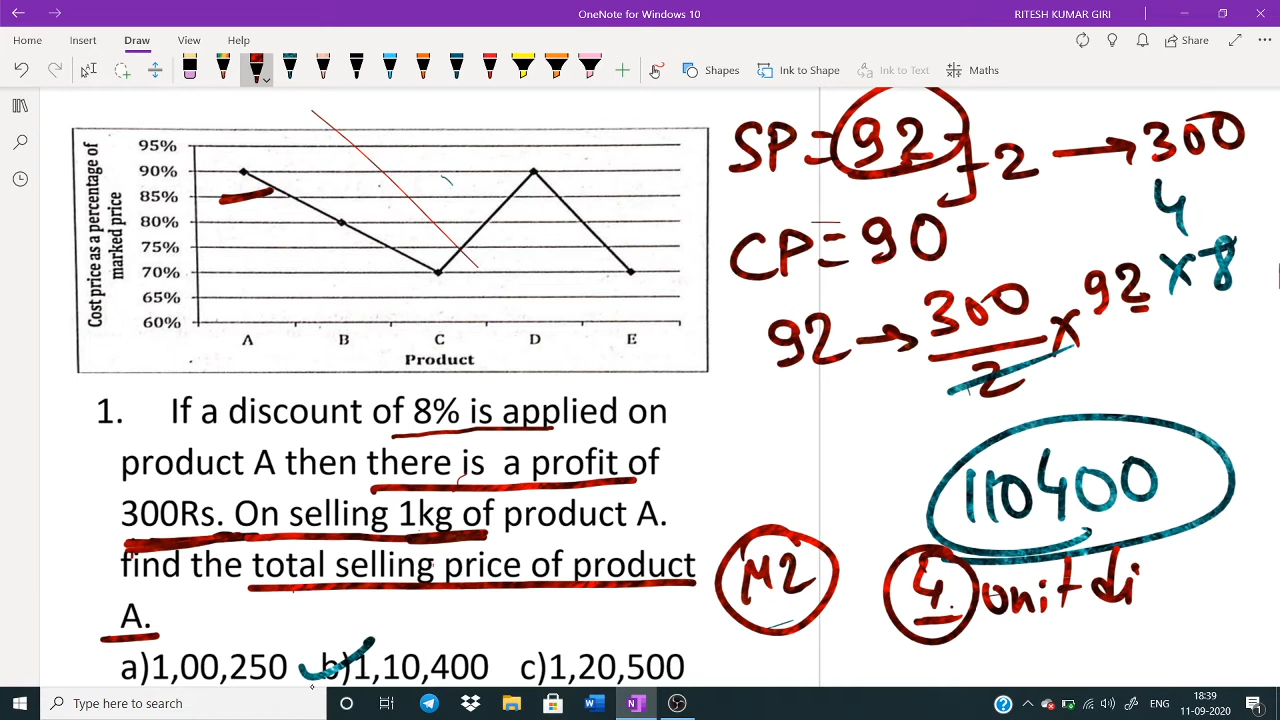 OneNote for Windows 10
RITESH KUMAR GIRI
Home Insert Draw View Help
Share
Shapes Ink to Shape Ink to Text Maths
Cost price as a percentage of
marked price
95%
90%
85%
80%
75%
70%
65%
60%
A B C D E
Product
SP = 92
2 → 300
4
CP = 90
92 → 300/2 × 92 × 8
110400
M2
4 unit di
1. If a discount of 8% is applied on
product A then there is a profit of
300Rs. On selling 1kg of product A.
find the total selling price of product
A.
a)1,00,250 b)1,10,400 c)1,20,500
Type here to search
ENG
18:39
11-09-2020